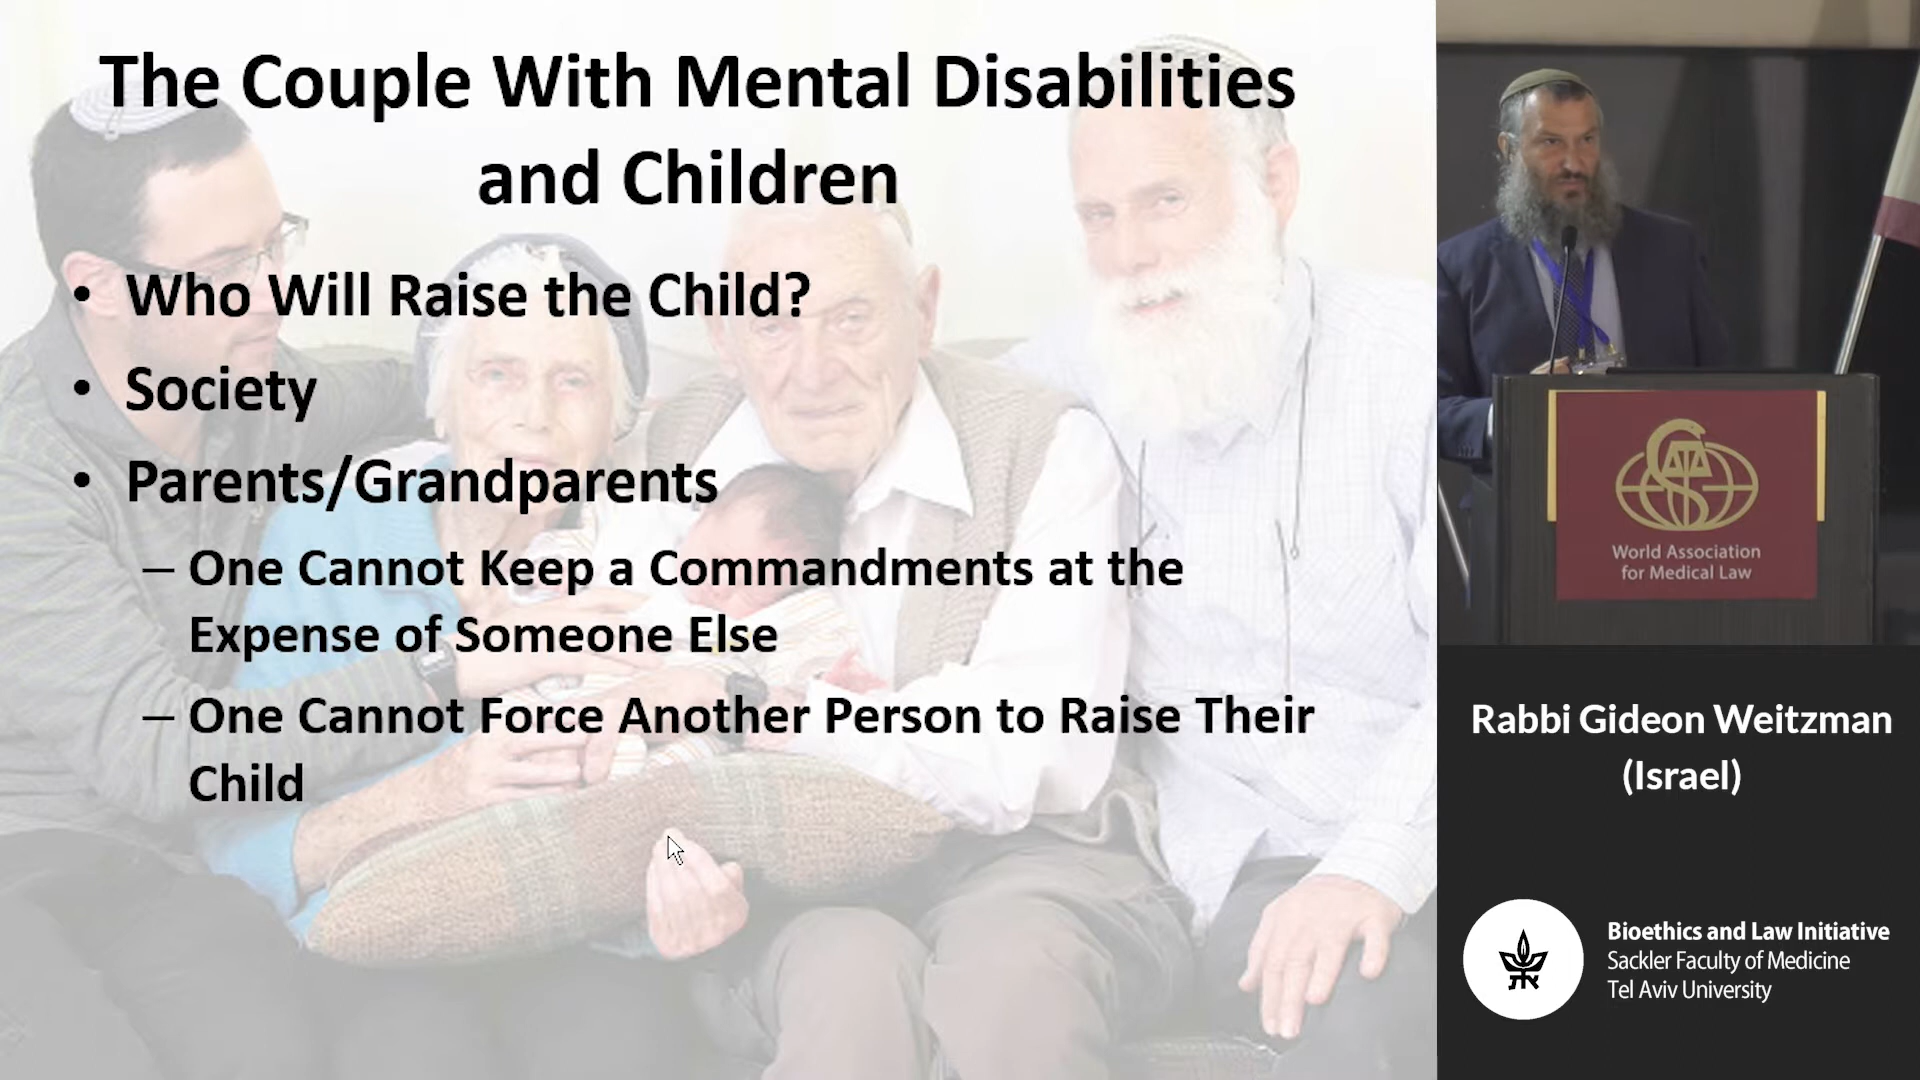 The Couple With Mental Disabilities
and Children
• Who Will Raise the Child?
• Society
• Parents/Grandparents
– One Cannot Keep a Commandments at the
Expense of Someone Else
– One Cannot Force Another Person to Raise Their
Child
World Association
for Medical Law
Rabbi Gideon Weitzman
(Israel)
Bioethics and Law Initiative
Sackler Faculty of Medicine
Tel Aviv University